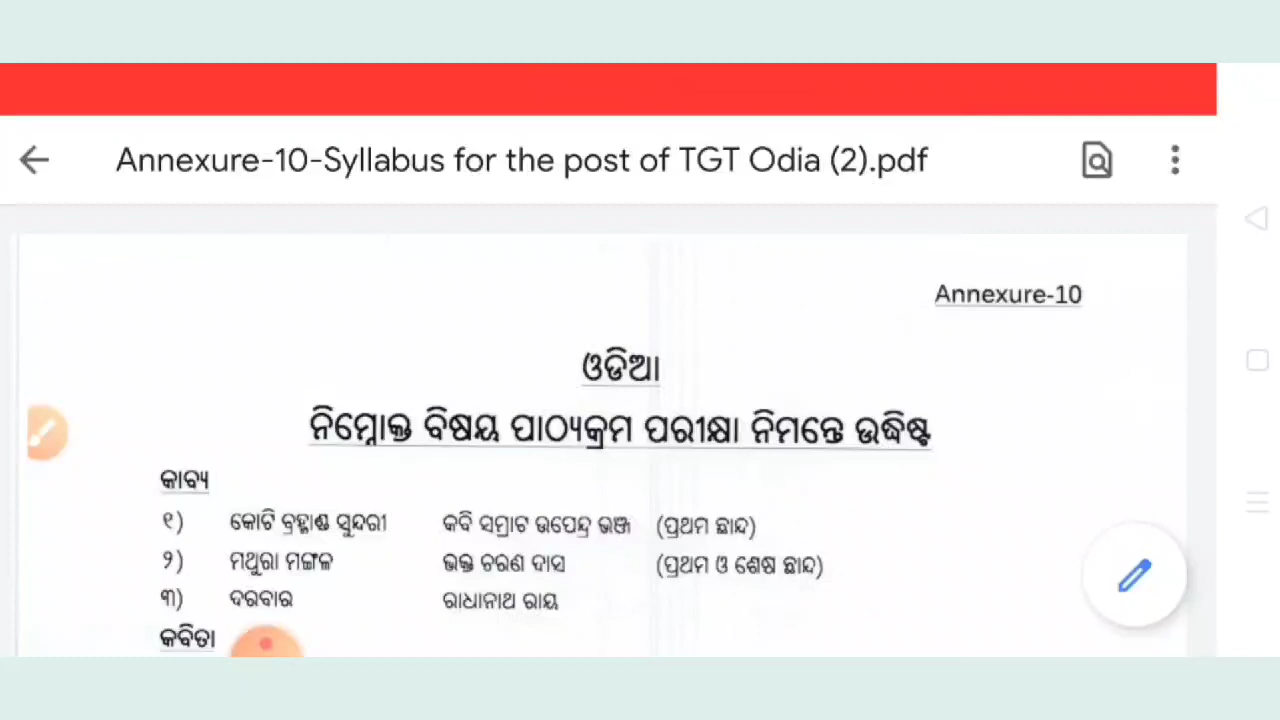 Annexure-10-Syllabus for the post of TGT Odia (2).pdf
Annexure-10
ଓଡିଆ
ନିମ୍ନୋକ୍ତ ବିଷୟ ପାଠ୍ୟକ୍ରମ ପରୀକ୍ଷା ନିମନ୍ତେ ଉଦ୍ଧିଷ୍ଟ
କାବ୍ୟ
୧) କୋଟି ବ୍ରହ୍ମାଣ୍ଡ ସୁନ୍ଦରୀ କବି ସମ୍ରାଟ ଉପେନ୍ଦ୍ର ଭଞ୍ଜ (ପ୍ରଥମ ଛାନ୍ଦ)
୨) ମଥୁରା ମଙ୍ଗଳ ଭକ୍ତ ଚରଣ ଦାସ (ପ୍ରଥମ ଓ ଶେଷ ଛାନ୍ଦ)
୩) ଦରବାର ରାଧାନାଥ ରାୟ
କବିତା